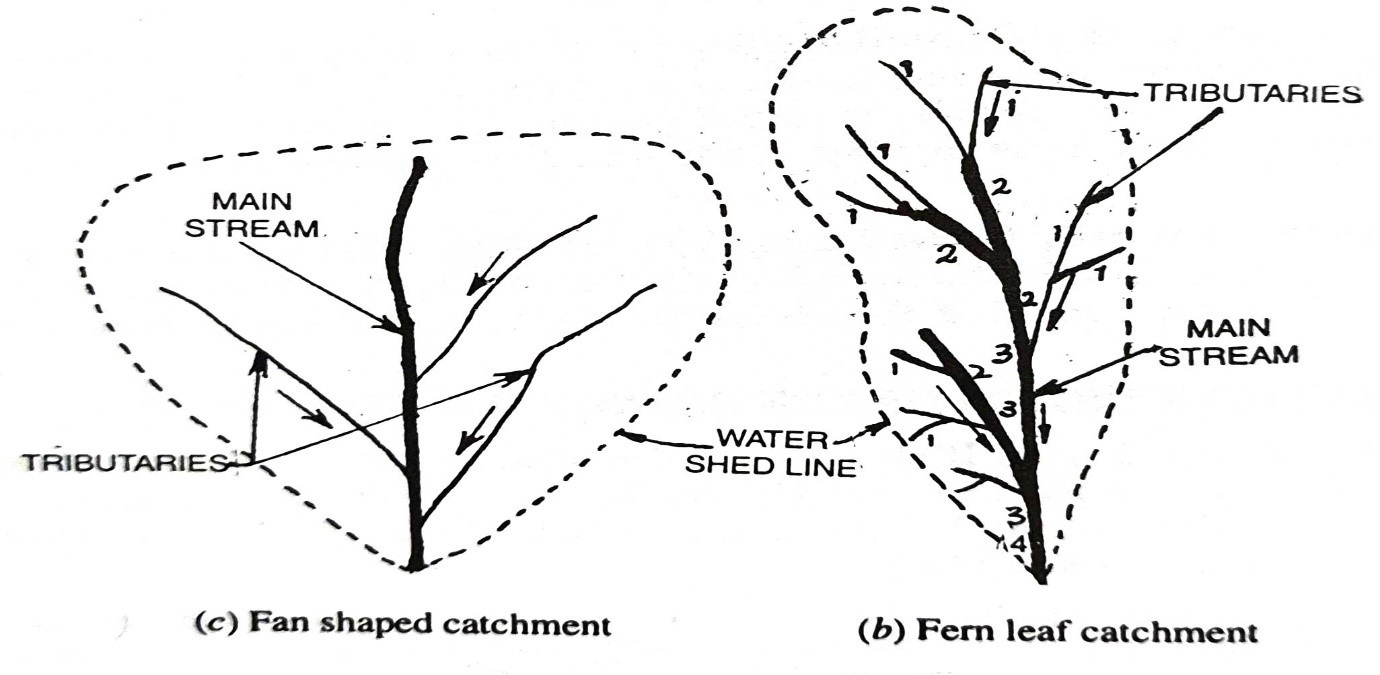 MAIN
STREAM
TRIBUTARIES
WATER
SHED LINE
(c) Fan shaped catchment
TRIBUTARIES
1
1
1
1
2
2
1
1
2
3
MAIN
STREAM
1
2
3
1
3
4
(b) Fern leaf catchment